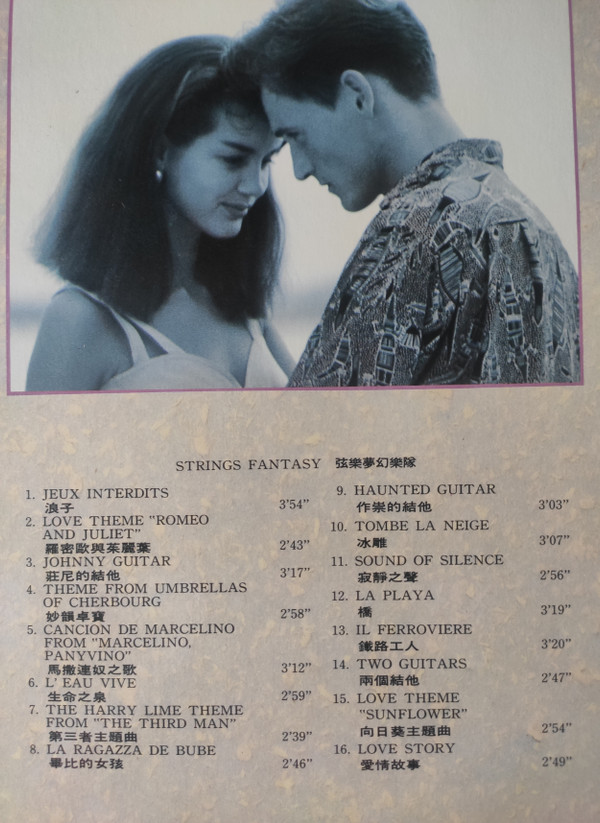 STRINGS FANTASY 弦樂夢幻樂隊
1. JEUX INTERDITS
浪子 3'54"
2. LOVE THEME "ROMEO
AND JULIET"
羅密歐與茱麗葉 2'43"
3. JOHNNY GUITAR
莊尼的結他 3'17"
4. THEME FROM UMBRELLAS
OF CHERBOURG
妙韻卓寶 2'58"
5. CANCION DE MARCELINO
FROM "MARCELINO,
PANYVINO"
馬撒連奴之歌 3'12"
6. L' EAU VIVE
生命之泉 2'59"
7. THE HARRY LIME THEME
FROM "THE THIRD MAN"
第三者主題曲 2'39"
8. LA RAGAZZA DE BUBE
畢比的女孩 2'46"
9. HAUNTED GUITAR
作祟的結他 3'03"
10. TOMBE LA NEIGE
冰雕 3'07"
11. SOUND OF SILENCE
寂靜之聲 2'56"
12. LA PLAYA
橋 3'19"
13. IL FERROVIERE
鐵路工人 3'20"
14. TWO GUITARS
兩個結他 2'47"
15. LOVE THEME
"SUNFLOWER"
向日葵主題曲 2'54"
16. LOVE STORY
愛情故事 2'49"